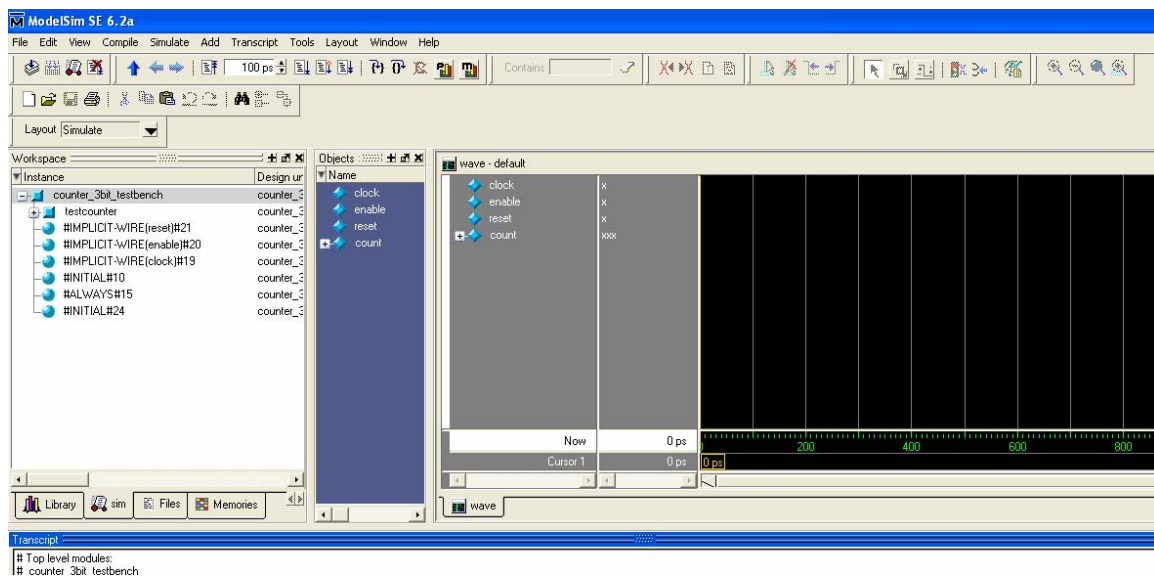 ModelSim SE 6.2a
File Edit View Compile Simulate Add Transcript Tools Layout Window Help
100 ps
Contains
Layout Simulate
Workspace
Instance Design ur
counter_3bit_testbench counter_3
testcounter counter_3
#IMPLICIT-WIRE(reset)#21 counter_3
#IMPLICIT-WIRE(enable)#20 counter_3
#IMPLICIT-WIRE(clock)#19 counter_3
#INITIAL#10 counter_3
#ALWAYS#15 counter_3
#INITIAL#24 counter_3
Library sim Files Memories
Objects
Name
clock
enable
reset
count
wave - default
clock x
enable x
reset x
count xxx
Now 0 ps
200 400 600 800
Cursor 1 0 ps 0 ps
wave
Transcript
# Top level modules:
# counter_3bit_testbench